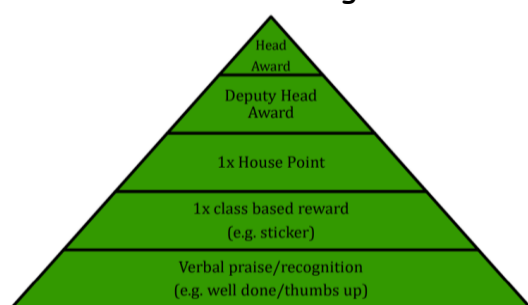 Head
Award
Deputy Head
Award
1x House Point
1x class based reward
(e.g. sticker)
Verbal praise/recognition
(e.g. well done/thumbs up)